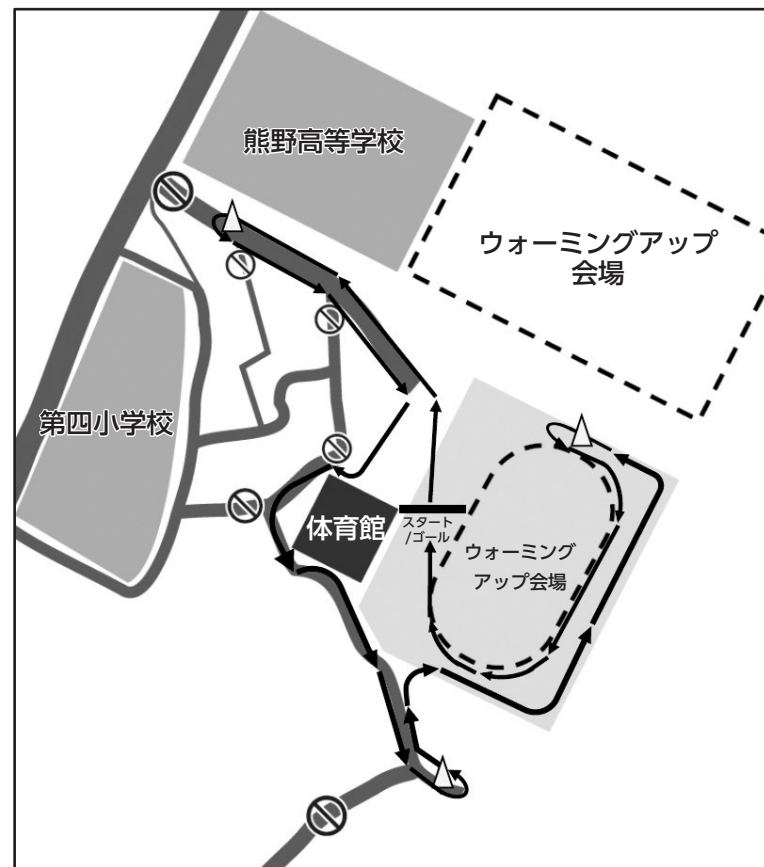 熊野高等学校
ウォーミングアップ
会場
第四小学校
体育館
スタート
/ゴール
ウォーミング
アップ会場